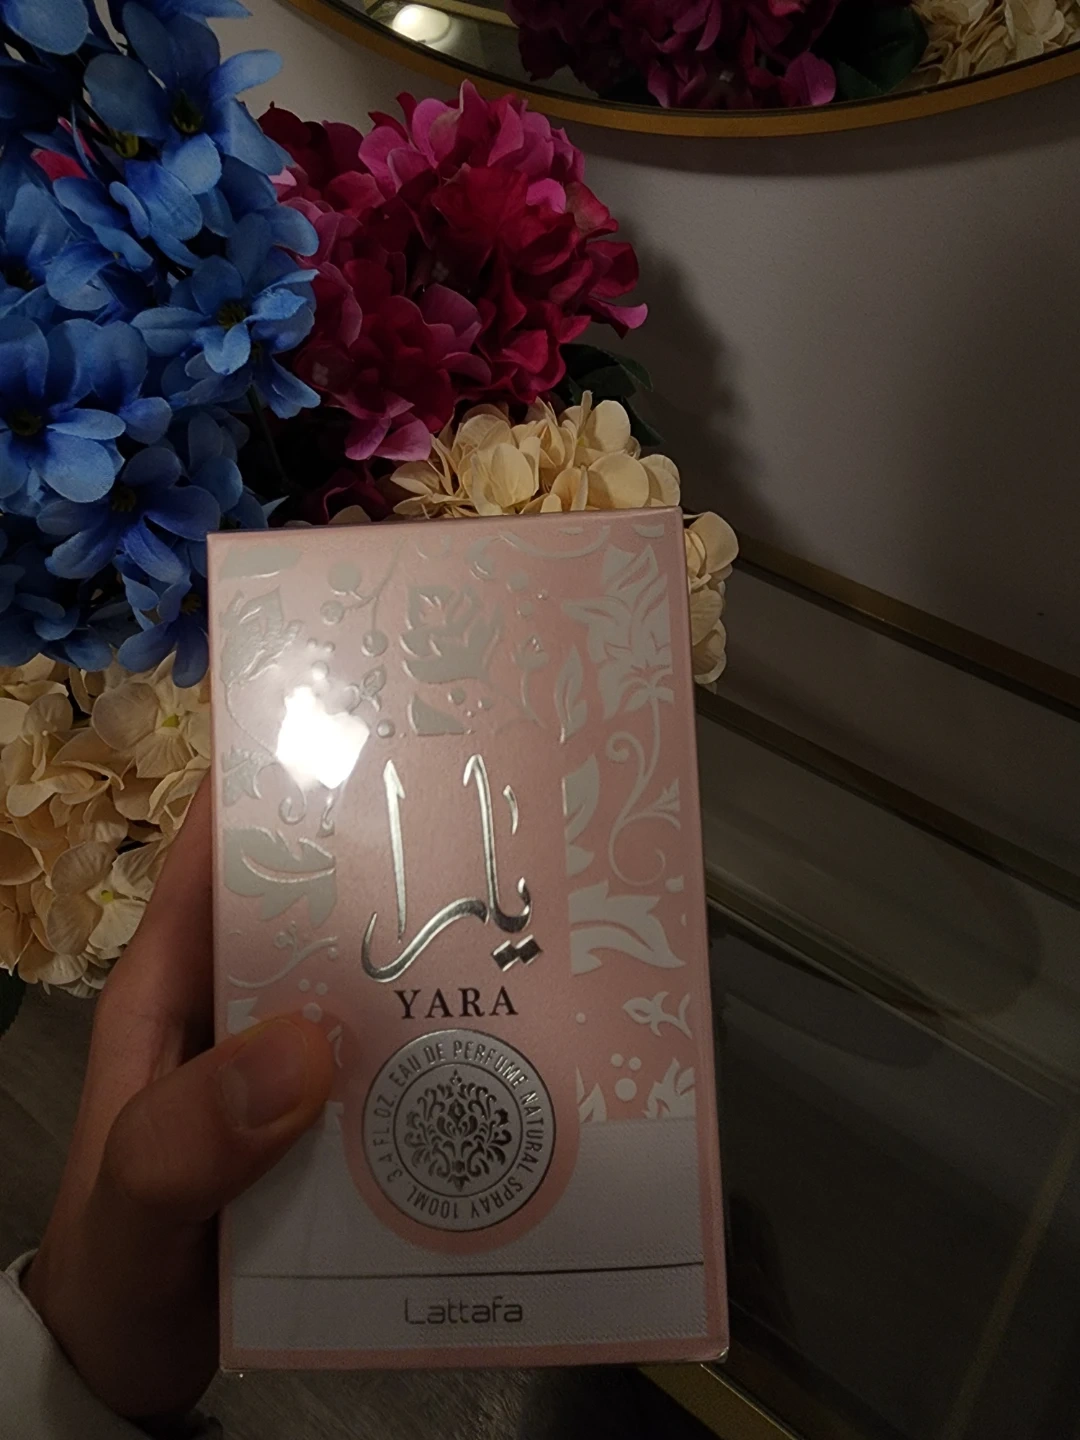 يارا
YARA
EAU DE PERFUME NATURAL SPRAY 100ML. 3.4 FL.OZ.
Lattafa